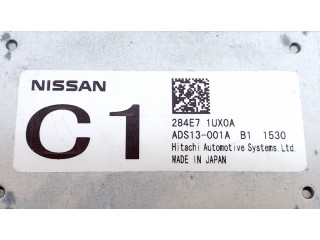 NISSAN
C1
284E7 1UX0A
ADS13-001A B1 1530
Hitachi Automotive Systems, Ltd.
MADE IN JAPAN